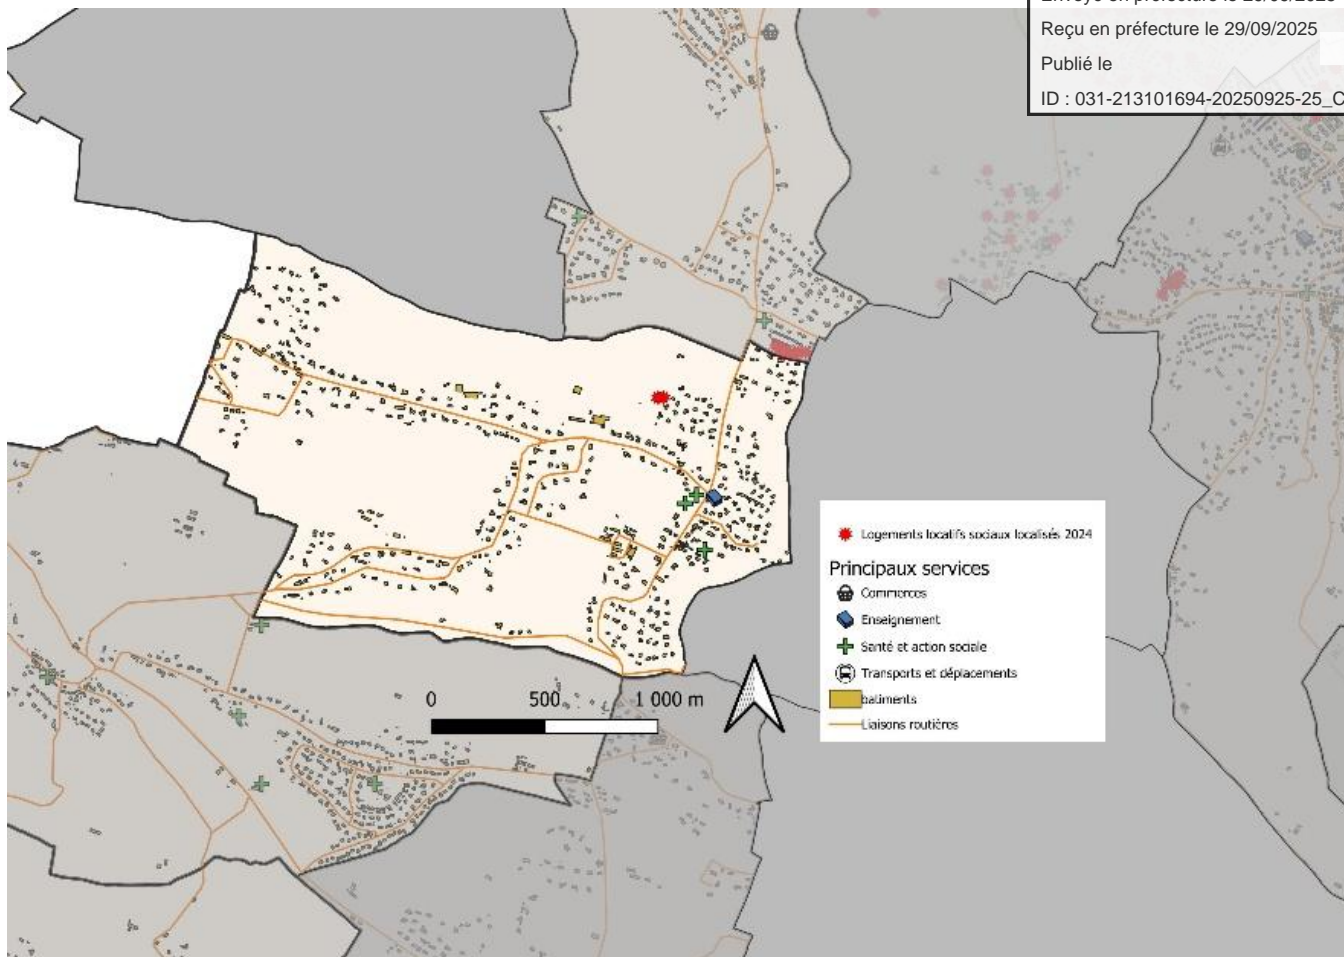 Reçu en préfecture le 29/09/2025
Publié le
ID : 031-213101694-20250925-25_C
Logements locatifs sociaux localisés 2024
Principaux services
Commerces
Enseignement
Santé et action sociale
Transports et déplacements
batiments
Liaisons routières
0 500 1 000 m